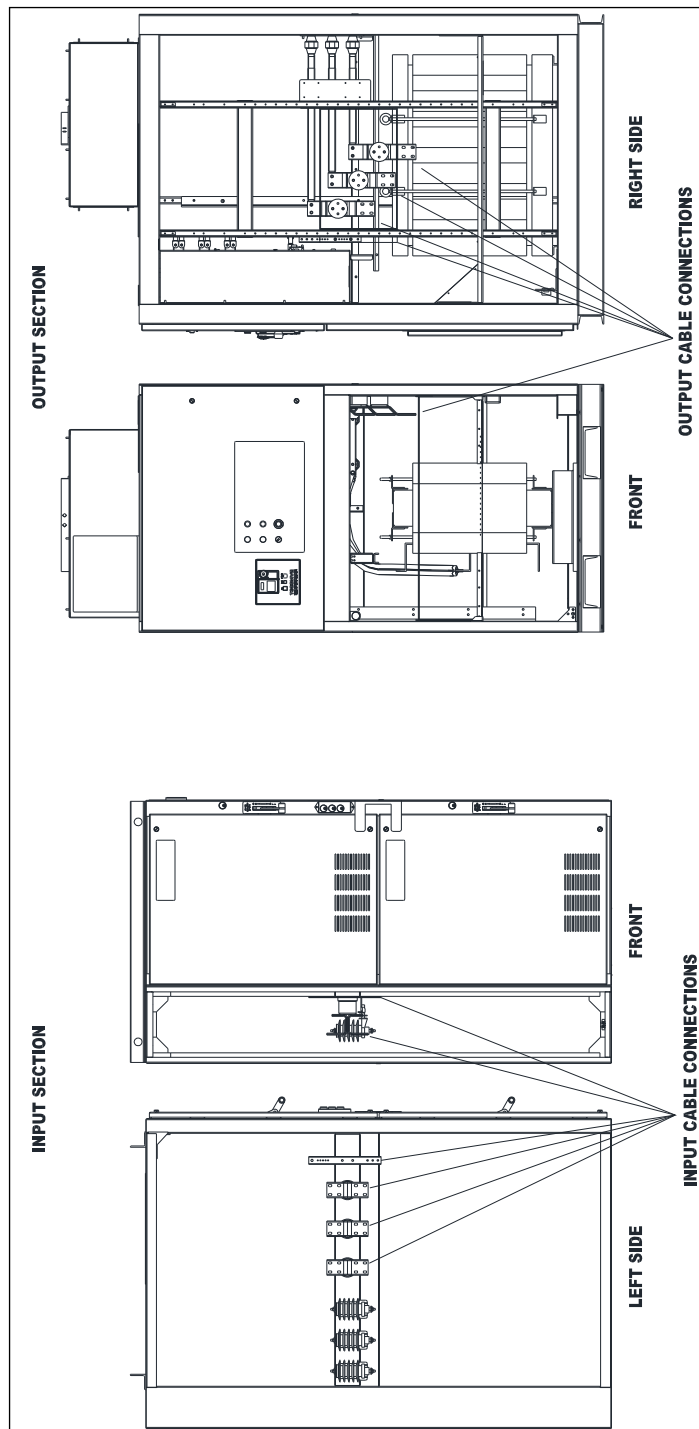 INPUT SECTION
OUTPUT SECTION
LEFT SIDE
FRONT
FRONT
RIGHT SIDE
INPUT CABLE CONNECTIONS
OUTPUT CABLE CONNECTIONS